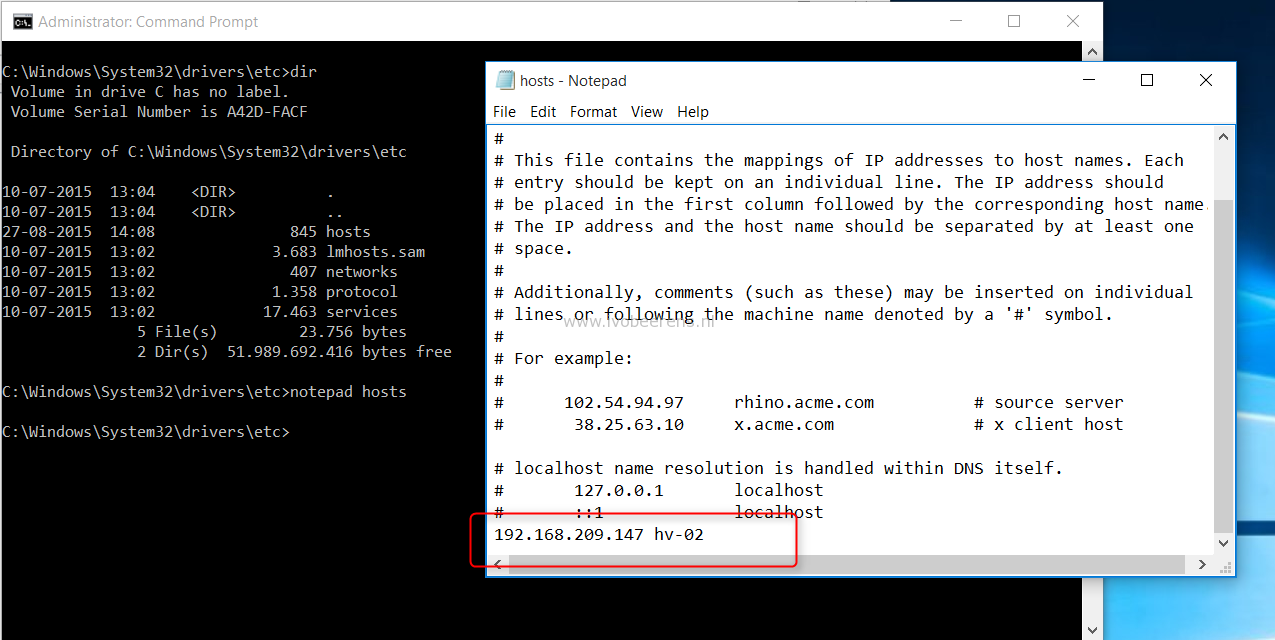 Administrator: Command Prompt
C:\Windows\System32\drivers\etc>dir
Volume in drive C has no label.
Volume Serial Number is A42D-FACF
Directory of C:\Windows\System32\drivers\etc
10-07-2015  13:04    <DIR>          .
10-07-2015  13:04    <DIR>          ..
27-08-2015  14:08               845 hosts
10-07-2015  13:02             3.683 lmhosts.sam
10-07-2015  13:02               407 networks
10-07-2015  13:02             1.358 protocol
10-07-2015  13:02            17.463 services
5 File(s)         23.756 bytes
2 Dir(s)  51.989.692.416 bytes free
C:\Windows\System32\drivers\etc>notepad hosts
C:\Windows\System32\drivers\etc>
hosts - Notepad
File Edit Format View Help
#
# This file contains the mappings of IP addresses to host names. Each
# entry should be kept on an individual line. The IP address should
# be placed in the first column followed by the corresponding host name.
# The IP address and the host name should be separated by at least one
# space.
#
# Additionally, comments (such as these) may be inserted on individual
# lines or following the machine name denoted by a '#' symbol.
www.ivobeerens.nl
#
# For example:
#
#      102.54.94.97     rhino.acme.com          # source server
#       38.25.63.10     x.acme.com              # x client host
# localhost name resolution is handled within DNS itself.
#       127.0.0.1       localhost
#       ::1             localhost
192.168.209.147 hv-02